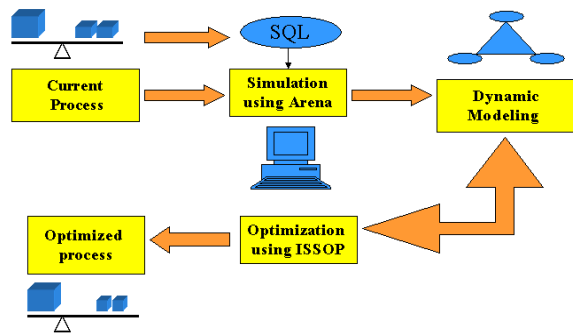 SQL
Current
Process
Simulation
using Arena
Dynamic
Modeling
Optimized
process
Optimization
using ISSOP